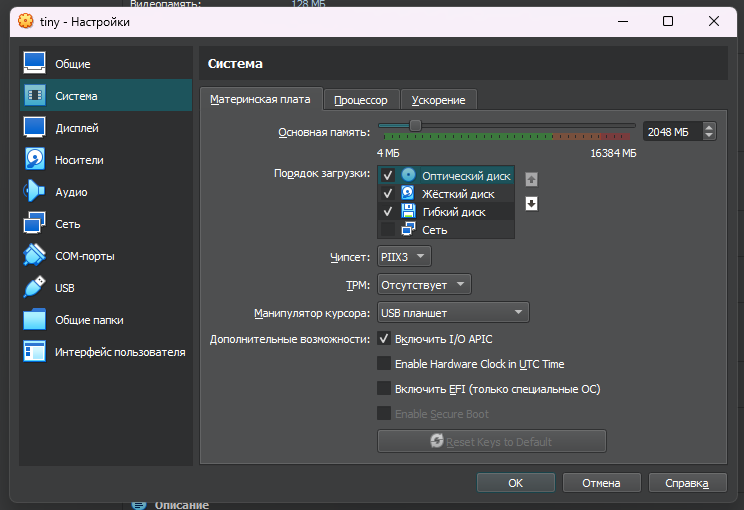 Видеопамять: 128 МБ
tiny - Настройки
Общие
Система
Дисплей
Носители
Аудио
Сеть
COM-порты
USB
Общие папки
Интерфейс пользователя
Система
Материнская плата Процессор Ускорение
Основная память: 2048 МБ
4 МБ 16384 МБ
Порядок загрузки: Оптический диск
Жёсткий диск
Гибкий диск
Сеть
Чипсет: PIIX3
TPM: Отсутствует
Манипулятор курсора: USB планшет
Дополнительные возможности: Включить I/O APIC
Enable Hardware Clock in UTC Time
Включить EFI (только специальные ОС)
Enable Secure Boot
Reset Keys to Default
OK Отмена Справка
Описание